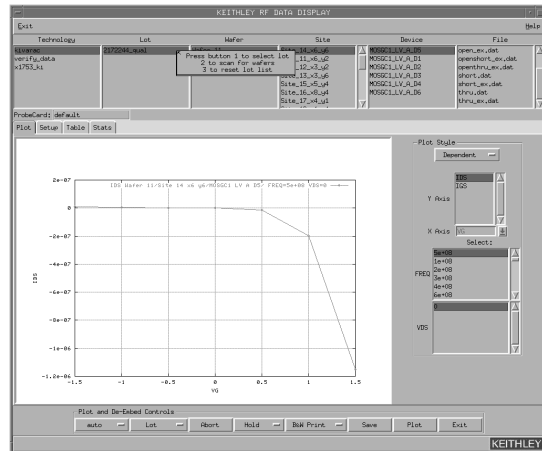 KEITHLEY RF DATA DISPLAY
Exit
Help
Technology
Lot
Wafer
Site
Device
File
kivarac
verify_data
x1753_ki
2172244_qual
Press button 1 to select lot
2 to scan for wafers
3 to reset lot list
Site_14_x6_y6
_11_x6_y2
_12_x3_y2
Site_13_x3_y6
Site_15_x5_y4
Site_16_x8_y4
Site_17_x4_y1
MOSGC1_LV_A_D5
MOSGC1_LV_A_D1
MOSGC1_LV_A_D2
MOSGC1_LV_A_D3
MOSGC1_LV_A_D4
MOSGC1_LV_A_D6
open_ex.dat
openshort_ex.dat
openthru_ex.dat
short.dat
short_ex.dat
thru.dat
thru_ex.dat
ProbeCard: default
Plot
Setup
Table
Stats
IDS Wafer 11/Site 14 x6 y6/MOSGC1 LV A D5/ FREQ=5e+08 VDS=0
2e-07
0
-2e-07
-4e-07
-6e-07
-8e-07
-1e-06
-1.2e-06
IDS
-1.5
-1
-0.5
0
0.5
1
1.5
VG
Plot Style
Dependent
Y Axis
IDS
IGS
X Axis
VG
Select:
FREQ
5e+08
1e+08
2e+08
3e+08
4e+08
6e+08
VDS
0
Plot and De-Embed Controls
auto
Lot
Abort
Hold
B&W Print
Save
Plot
Exit
KEITHLEY